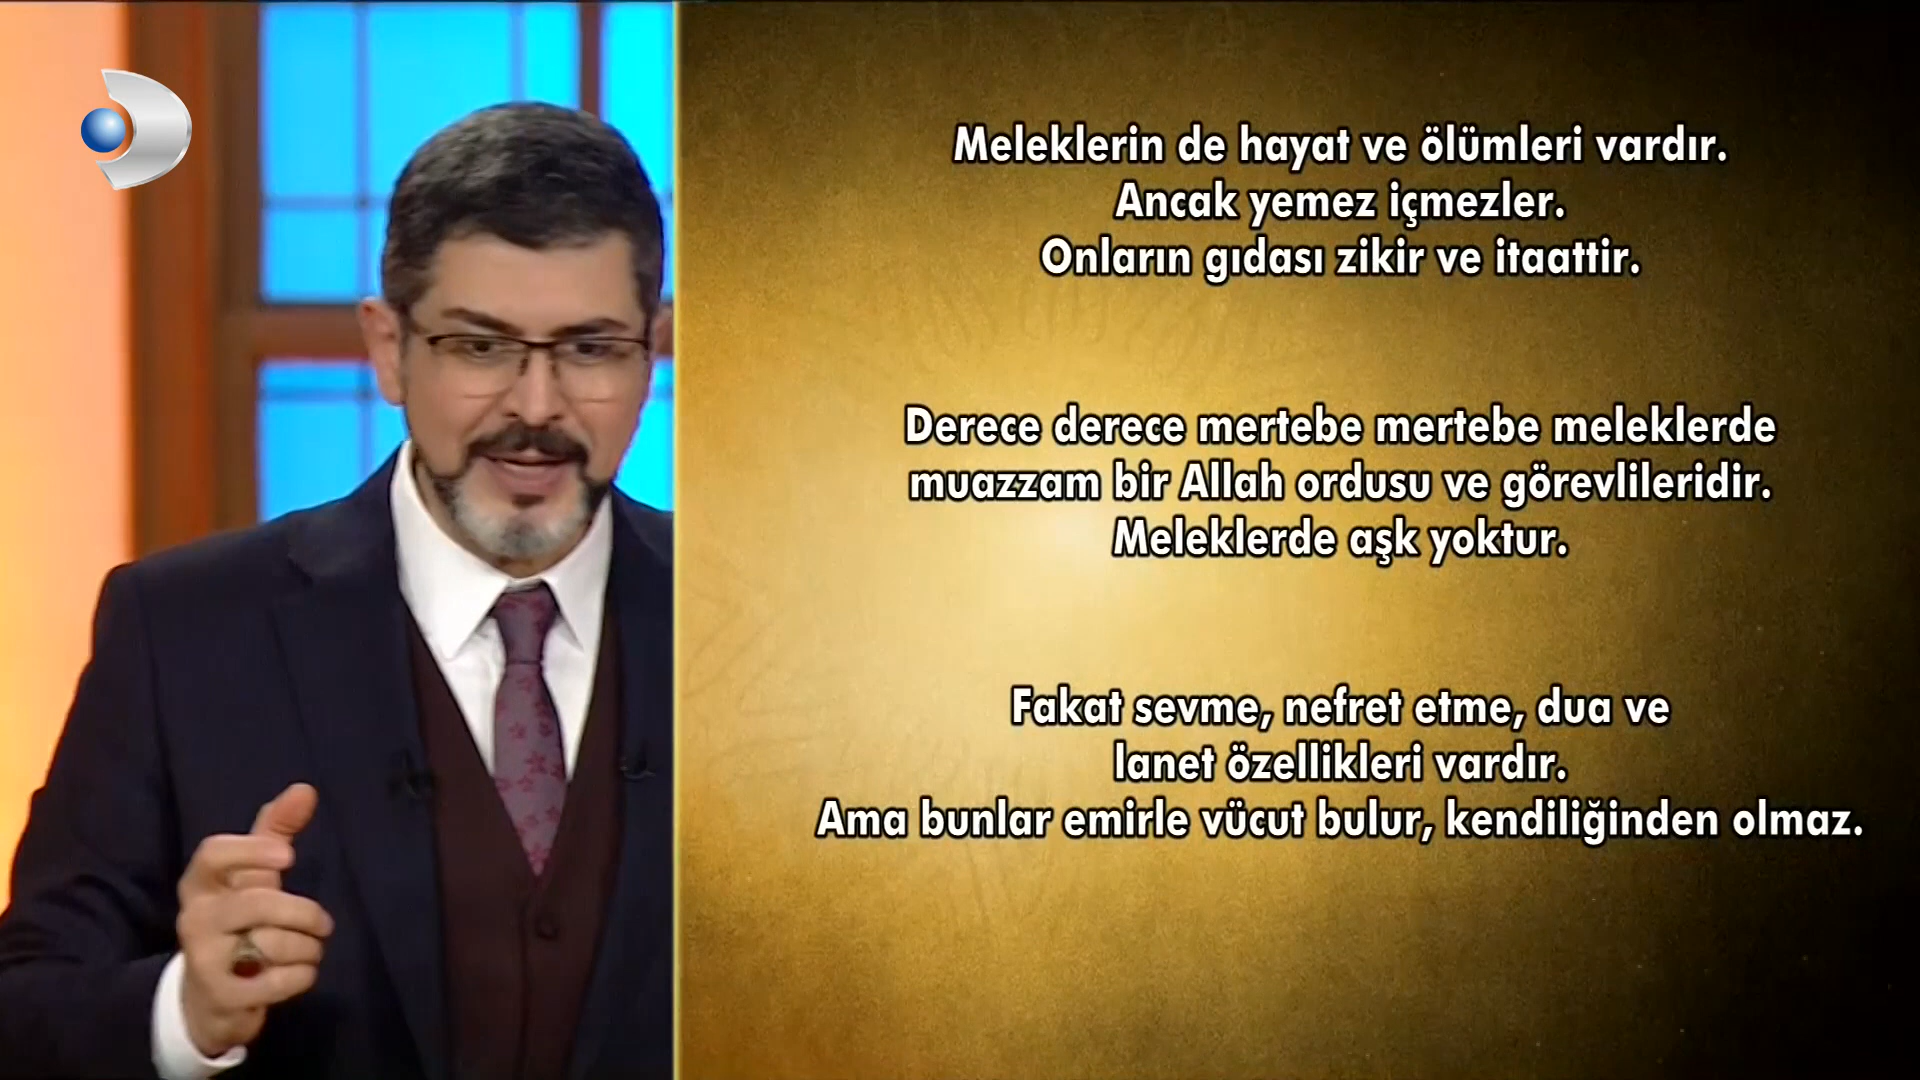 Meleklerin de hayat ve ölümleri vardır.
Ancak yemez içmezler.
Onların gıdası zikir ve itaattir.
Derece derece mertebe mertebe meleklerde
muazzam bir Allah ordusu ve görevlileridir.
Meleklerde aşk yoktur.
Fakat sevme, nefret etme, dua ve
lanet özellikleri vardır.
Ama bunlar emirle vücut bulur, kendiliğinden olmaz.